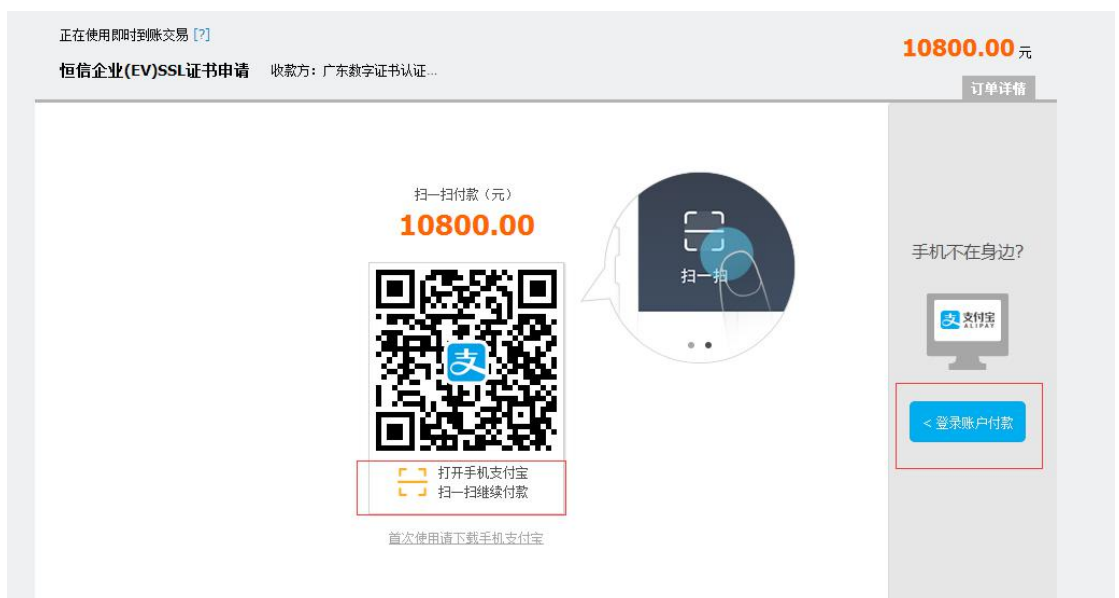 正在使用即时到账交易 [?]
恒信企业(EV)SSL证书申请 收款方：广东数字证书认证...
10800.00 元
订单详情
扫一扫付款（元）
10800.00
扫一扫
支
打开手机支付宝
扫一扫继续付款
首次使用请下载手机支付宝
手机不在身边?
支 支付宝
ALIPAY
< 登录账户付款